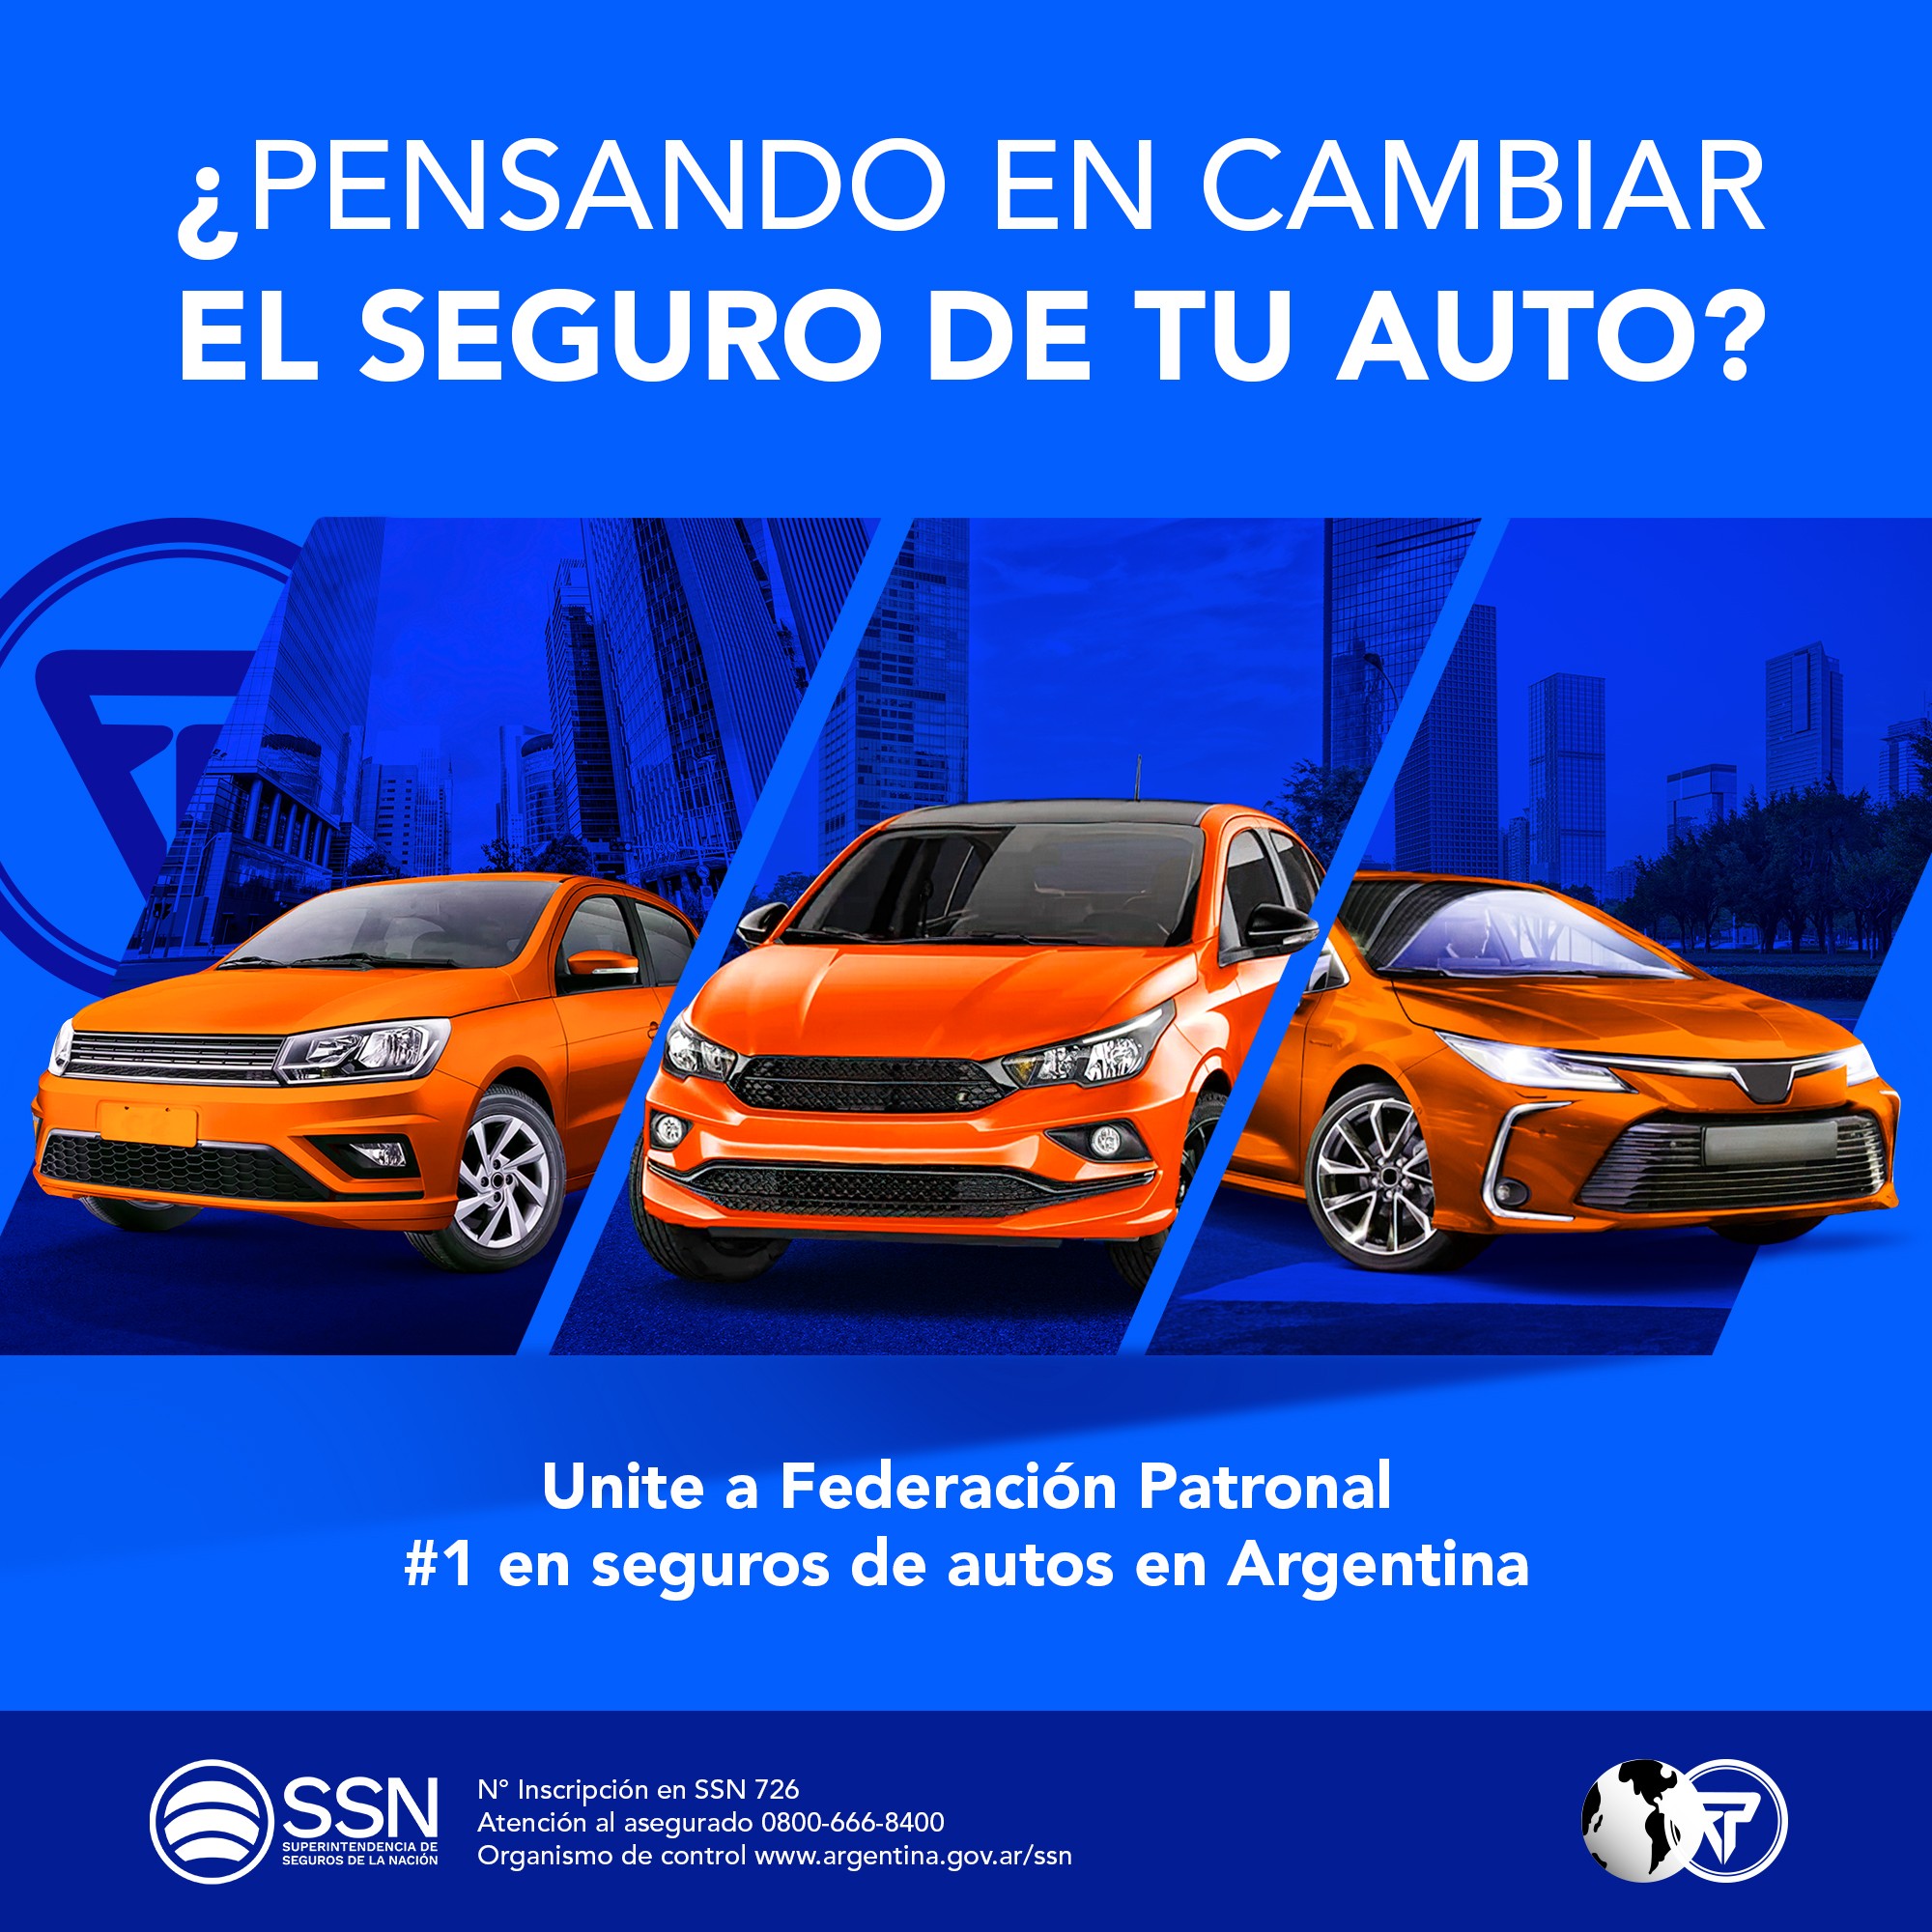 ¿PENSANDO EN CAMBIAR
EL SEGURO DE TU AUTO?
Unite a Federación Patronal
#1 en seguros de autos en Argentina
SSN
SUPERINTENDENCIA DE
SEGUROS DE LA NACIÓN
N° Inscripción en SSN 726
Atención al asegurado 0800-666-8400
Organismo de control www.argentina.gov.ar/ssn